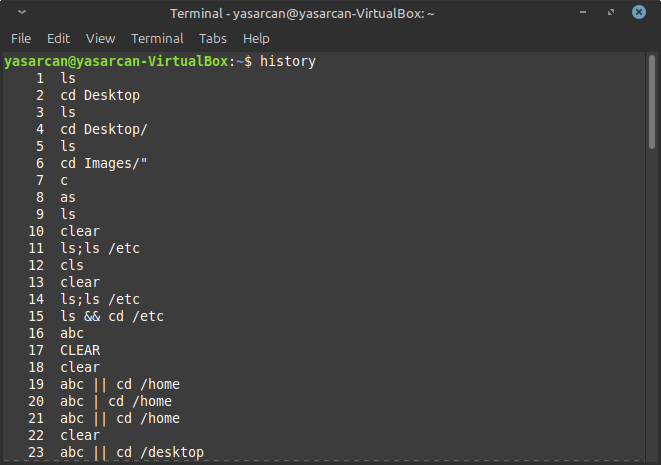 Terminal - yasarcan@yasarcan-VirtualBox: ~
File Edit View Terminal Tabs Help
yasarcan@yasarcan-VirtualBox:~$ history
1 ls
2 cd Desktop
3 ls
4 cd Desktop/
5 ls
6 cd Images/"
7 c
8 as
9 ls
10 clear
11 ls;ls /etc
12 cls
13 clear
14 ls;ls /etc
15 ls && cd /etc
16 abc
17 CLEAR
18 clear
19 abc || cd /home
20 abc | cd /home
21 abc || cd /home
22 clear
23 abc || cd /desktop